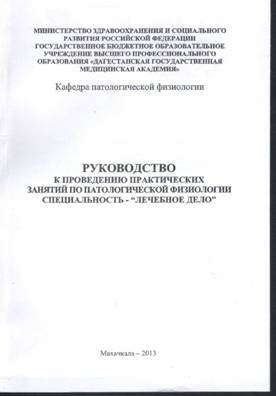 МИНИСТЕРСТВО ЗДРАВООХРАНЕНИЯ И СОЦИАЛЬНОГО
РАЗВИТИЯ РОССИЙСКОЙ ФЕДЕРАЦИИ
ГОСУДАРСТВЕННОЕ БЮДЖЕТНОЕ ОБРАЗОВАТЕЛЬНОЕ
УЧРЕЖДЕНИЕ ВЫСШЕГО ПРОФЕССИОНАЛЬНОГО
ОБРАЗОВАНИЯ «ДАГЕСТАНСКАЯ ГОСУДАРСТВЕННАЯ
МЕДИЦИНСКАЯ АКАДЕМИЯ»
Кафедра патологической физиологии
РУКОВОДСТВО
К ПРОВЕДЕНИЮ ПРАКТИЧЕСКИХ
ЗАНЯТИЙ ПО ПАТОЛОГИЧЕСКОЙ ФИЗИОЛОГИИ
СПЕЦИАЛЬНОСТЬ - “ЛЕЧЕБНОЕ ДЕЛО”
Махачкала – 2013